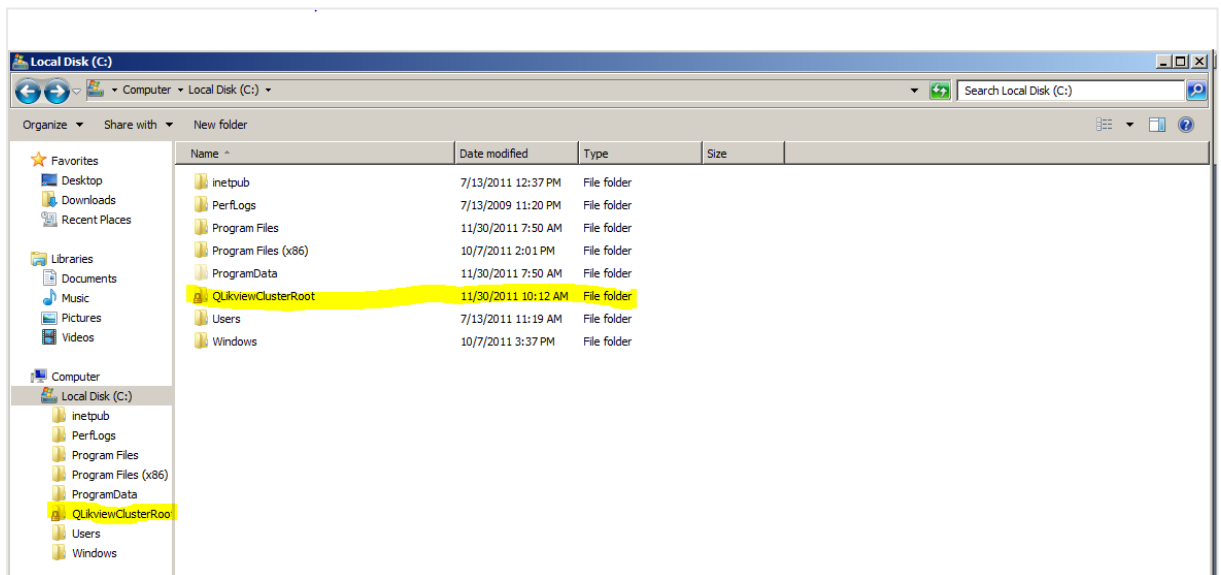 Local Disk (C:)
Computer Local Disk (C:) Search Local Disk (C:)
Organize Share with New folder
Favorites
Desktop
Downloads
Recent Places
Libraries
Documents
Music
Pictures
Videos
Computer
Local Disk (C:)
inetpub
PerfLogs
Program Files
Program Files (x86)
ProgramData
QLikviewClusterRoo
Users
Windows
Name Date modified Type Size
inetpub 7/13/2011 12:37 PM File folder
PerfLogs 7/13/2009 11:20 PM File folder
Program Files 11/30/2011 7:50 AM File folder
Program Files (x86) 10/7/2011 2:01 PM File folder
ProgramData 11/30/2011 7:50 AM File folder
QLikviewClusterRoot 11/30/2011 10:12 AM File folder
Users 7/13/2011 11:19 AM File folder
Windows 10/7/2011 3:37 PM File folder